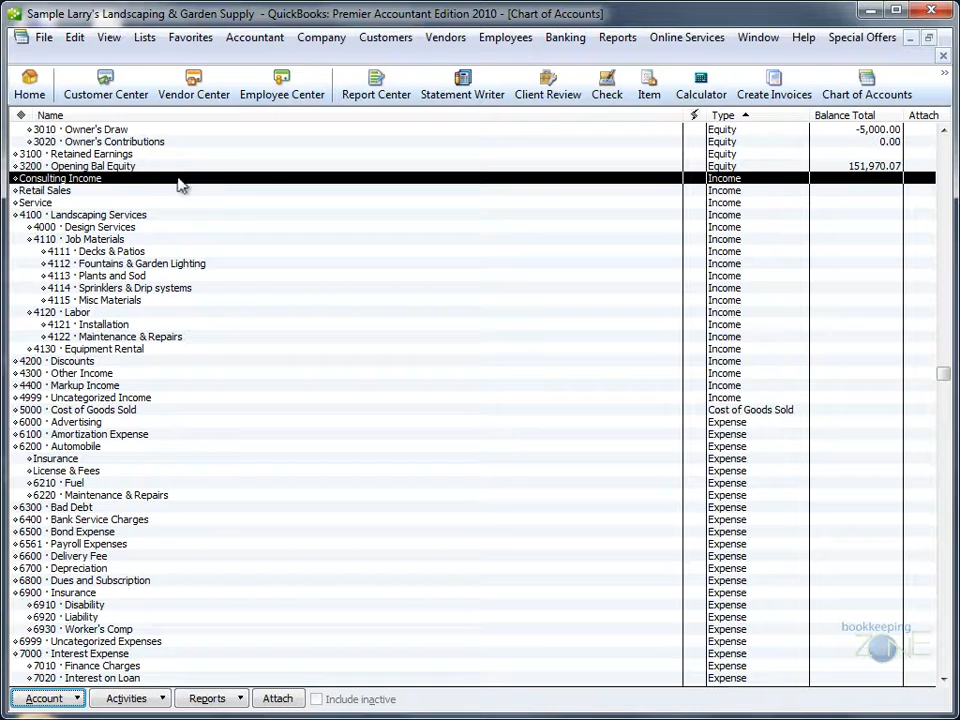 Sample Larry's Landscaping & Garden Supply - QuickBooks: Premier Accountant Edition 2010 - [Chart of Accounts]
File Edit View Lists Favorites Accountant Company Customers Vendors Employees Banking Reports Online Services Window Help Special Offers
Home Customer Center Vendor Center Employee Center Report Center Statement Writer Client Review Check Item Calculator Create Invoices Chart of Accounts
Name Type Balance Total Attach
3010 · Owner's Draw Equity -5,000.00
3020 · Owner's Contributions Equity 0.00
3100 · Retained Earnings Equity
3200 · Opening Bal Equity Equity 151,970.07
Consulting Income Income
Retail Sales Income
Service Income
4100 · Landscaping Services Income
4000 · Design Services Income
4110 · Job Materials Income
4111 · Decks & Patios Income
4112 · Fountains & Garden Lighting Income
4113 · Plants and Sod Income
4114 · Sprinklers & Drip systems Income
4115 · Misc Materials Income
4120 · Labor Income
4121 · Installation Income
4122 · Maintenance & Repairs Income
4130 · Equipment Rental Income
4200 · Discounts Income
4300 · Other Income Income
4400 · Markup Income Income
4999 · Uncategorized Income Income
5000 · Cost of Goods Sold Cost of Goods Sold
6000 · Advertising Expense
6100 · Amortization Expense Expense
6200 · Automobile Expense
Insurance Expense
License & Fees Expense
6210 · Fuel Expense
6220 · Maintenance & Repairs Expense
6300 · Bad Debt Expense
6400 · Bank Service Charges Expense
6500 · Bond Expense Expense
6561 · Payroll Expenses Expense
6600 · Delivery Fee Expense
6700 · Depreciation Expense
6800 · Dues and Subscription Expense
6900 · Insurance Expense
6910 · Disability Expense
6920 · Liability Expense
6930 · Worker's Comp Expense
6999 · Uncategorized Expenses Expense
7000 · Interest Expense Expense
7010 · Finance Charges Expense
7020 · Interest on Loan Expense
bookkeeping
ZONE
Account Activities Reports Attach Include inactive